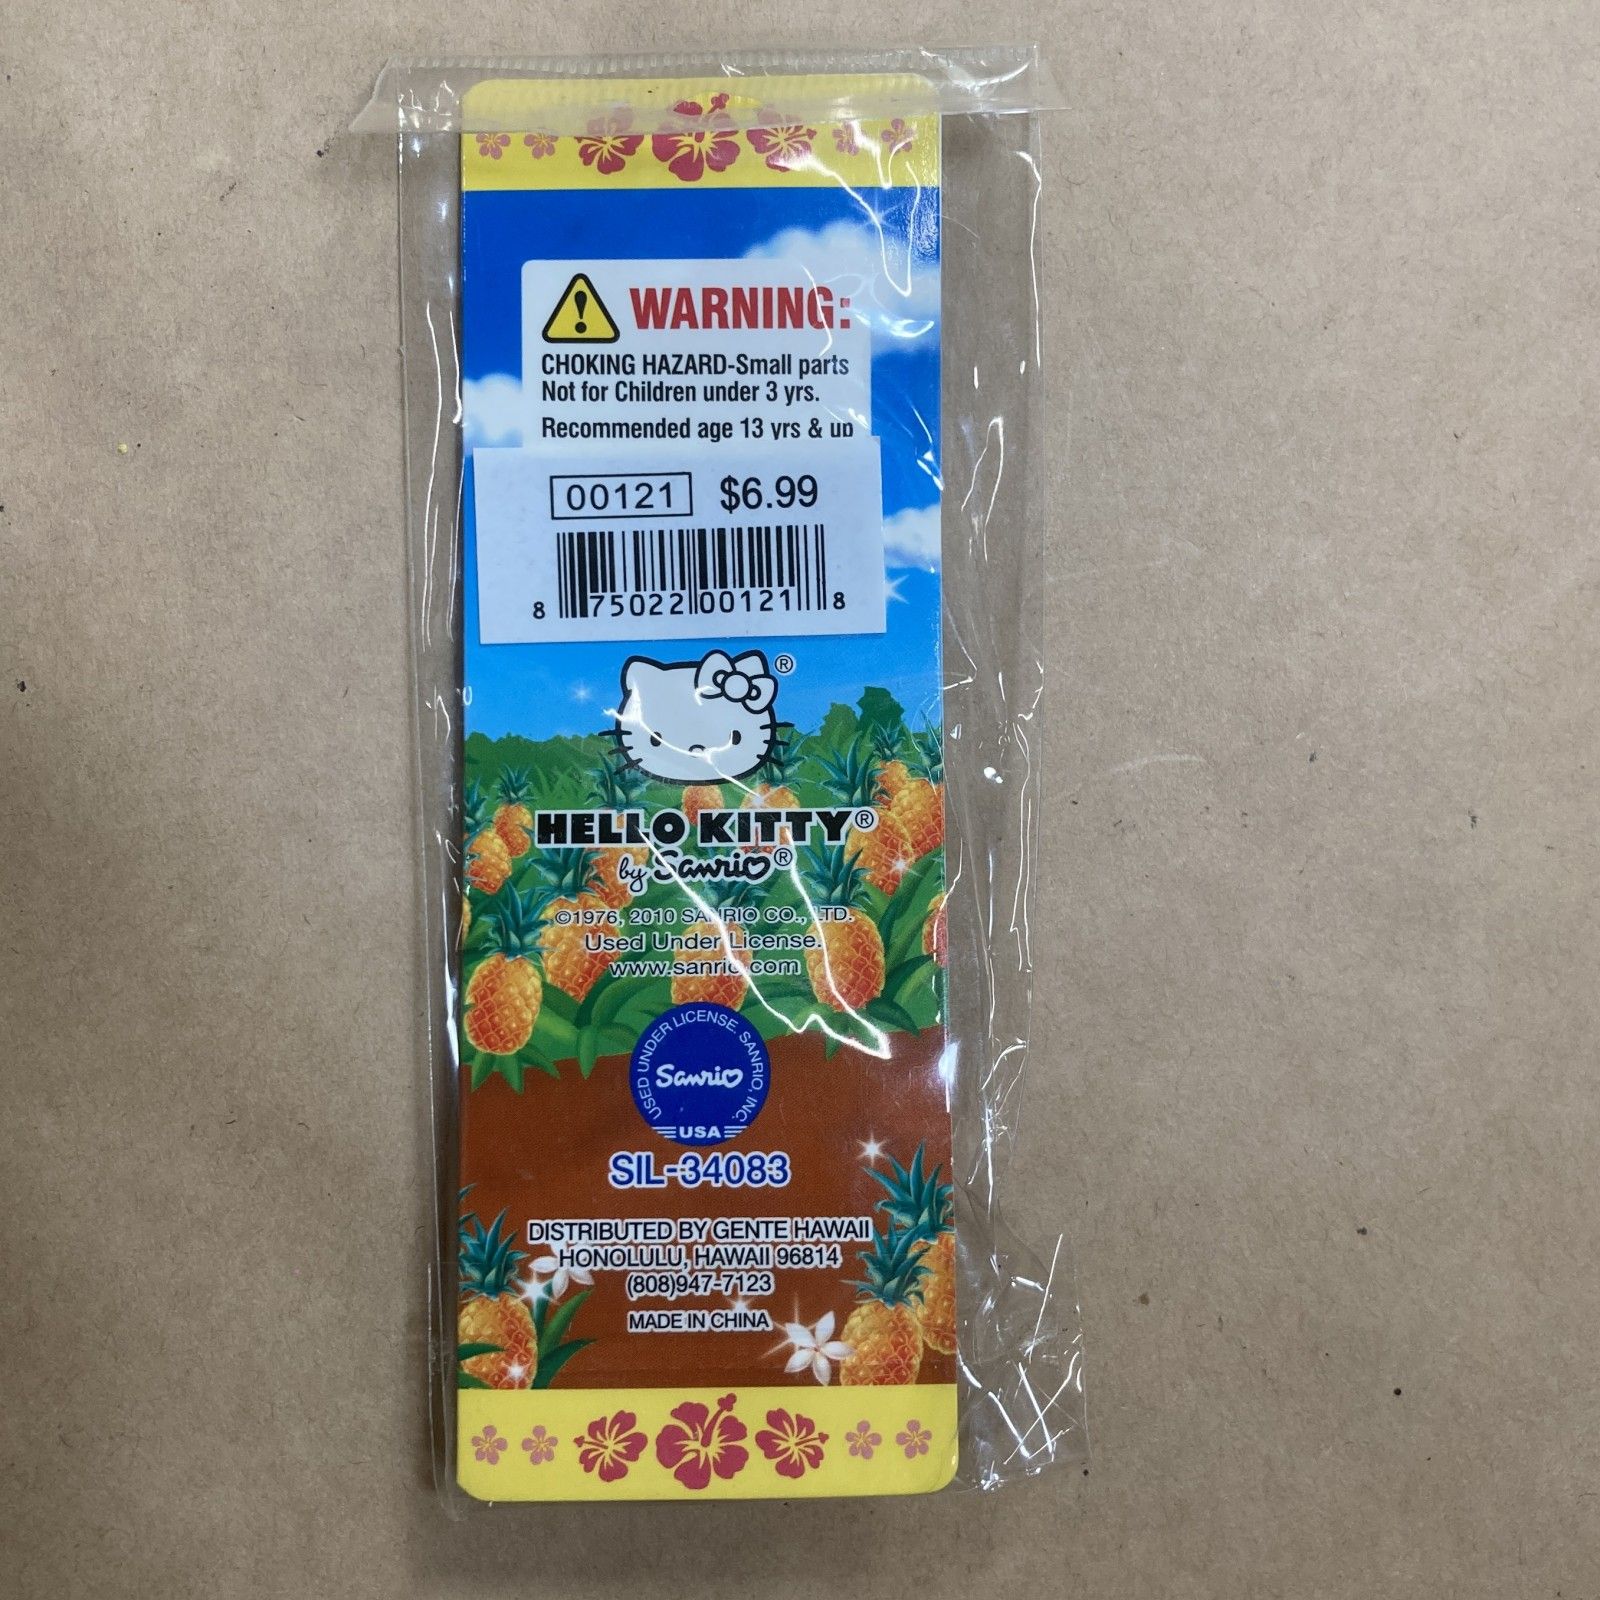 WARNING:
CHOKING HAZARD-Small parts
Not for Children under 3 yrs.
Recommended age 13 yrs & up
00121 $6.99
8 75022 00121 8
®
HELLO KITTY®
by Sanrio®
©1976, 2010 SANRIO CO., LTD.
Used Under License.
www.sanrio.com
USED UNDER LICENSE. SANRIO, INC.
Sanrio
USA
SIL-34083
DISTRIBUTED BY GENTE HAWAII
HONOLULU, HAWAII 96814
(808)947-7123
MADE IN CHINA